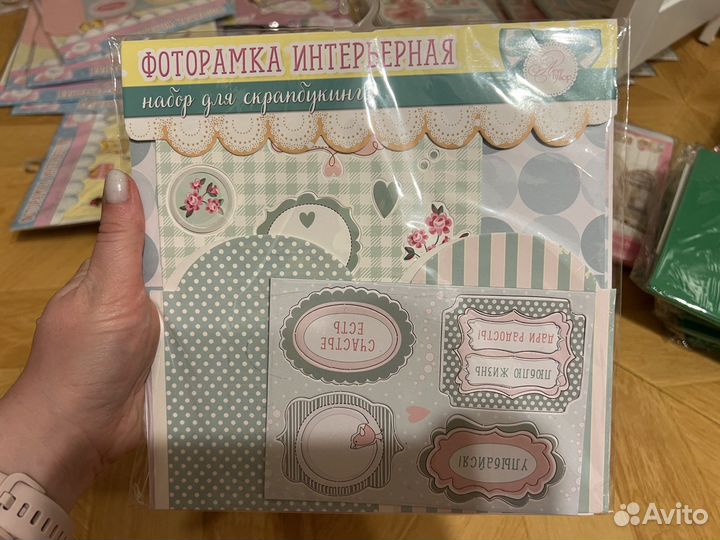 ФОТОРАМКА ИНТЕРЬЕРНАЯ
набор для скрапбукинга
СЧАСТЬЕ
ЕСТЬ
ДАРИ РАДОСТЬ!
ЛЮБЛЮ ЖИЗНЬ
УЛЫБАЙСЯ!
Avito